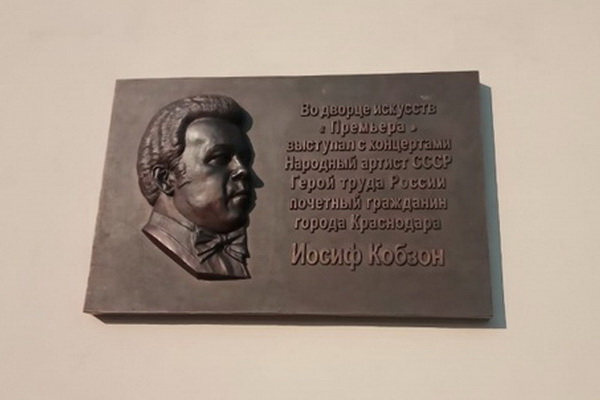 Во дворце искусств
« Премьера »
выступал с концертами
Народный артист СССР
Герой труда России
почетный гражданин
города Краснодара
Иосиф Кобзон